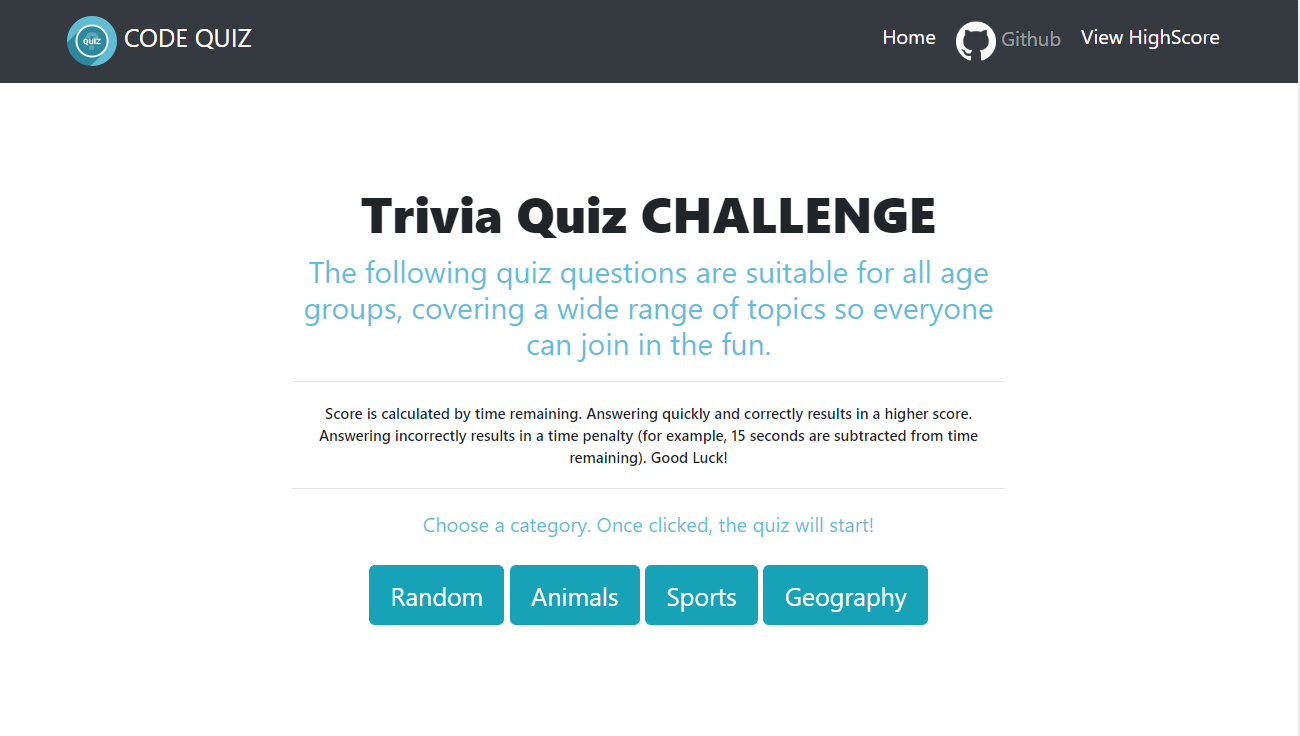 QUIZ
CODE QUIZ
Home
Github
View HighScore
Trivia Quiz CHALLENGE
The following quiz questions are suitable for all age
groups, covering a wide range of topics so everyone
can join in the fun.
Score is calculated by time remaining. Answering quickly and correctly results in a higher score.
Answering incorrectly results in a time penalty (for example, 15 seconds are subtracted from time
remaining). Good Luck!
Choose a category. Once clicked, the quiz will start!
Random
Animals
Sports
Geography